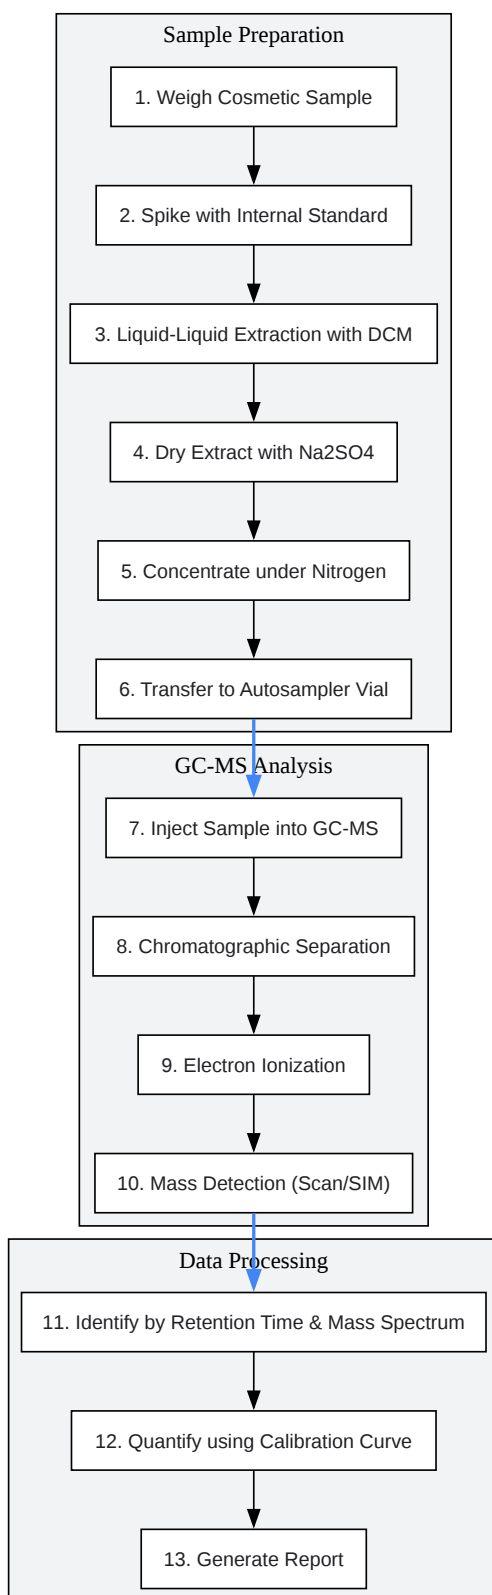 Sample Preparation
1. Weigh Cosmetic Sample
2. Spike with Internal Standard
3. Liquid-Liquid Extraction with DCM
4. Dry Extract with Na2SO4
5. Concentrate under Nitrogen
6. Transfer to Autosampler Vial
GC-MS Analysis
7. Inject Sample into GC-MS
8. Chromatographic Separation
9. Electron Ionization
10. Mass Detection (Scan/SIM)
Data Processing
11. Identify by Retention Time & Mass Spectrum
12. Quantify using Calibration Curve
13. Generate Report